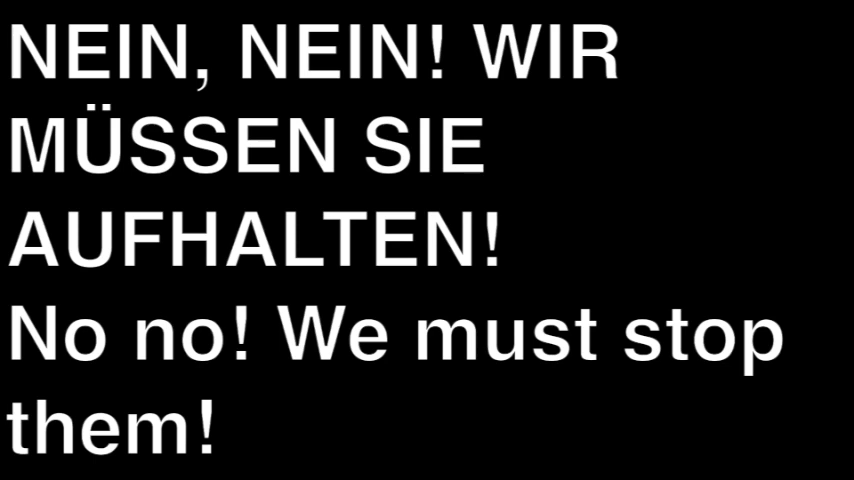 NEIN, NEIN! WIR
MÜSSEN SIE
AUFHALTEN!
No no! We must stop
them!